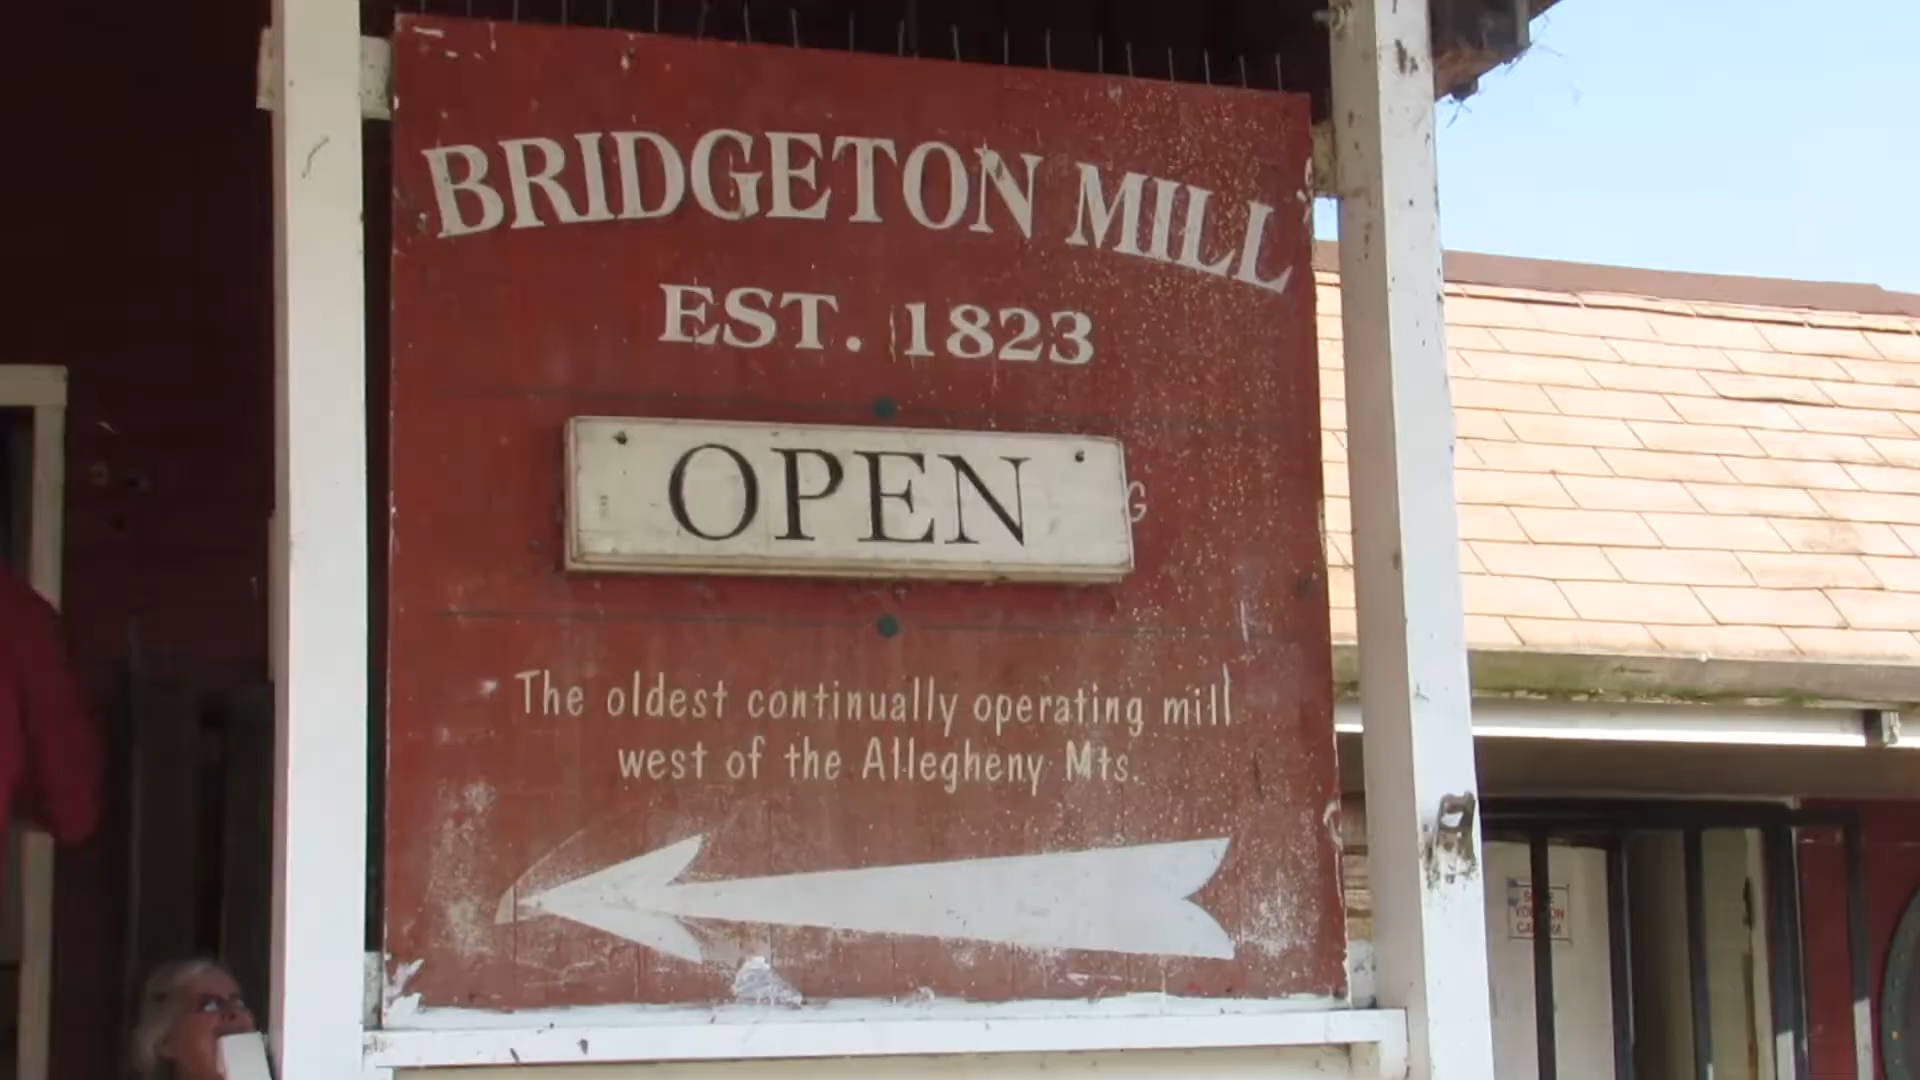 BRIDGETON MILL
EST. 1823
OPEN
G
The oldest continually operating mill
west of the Allegheny Mts.